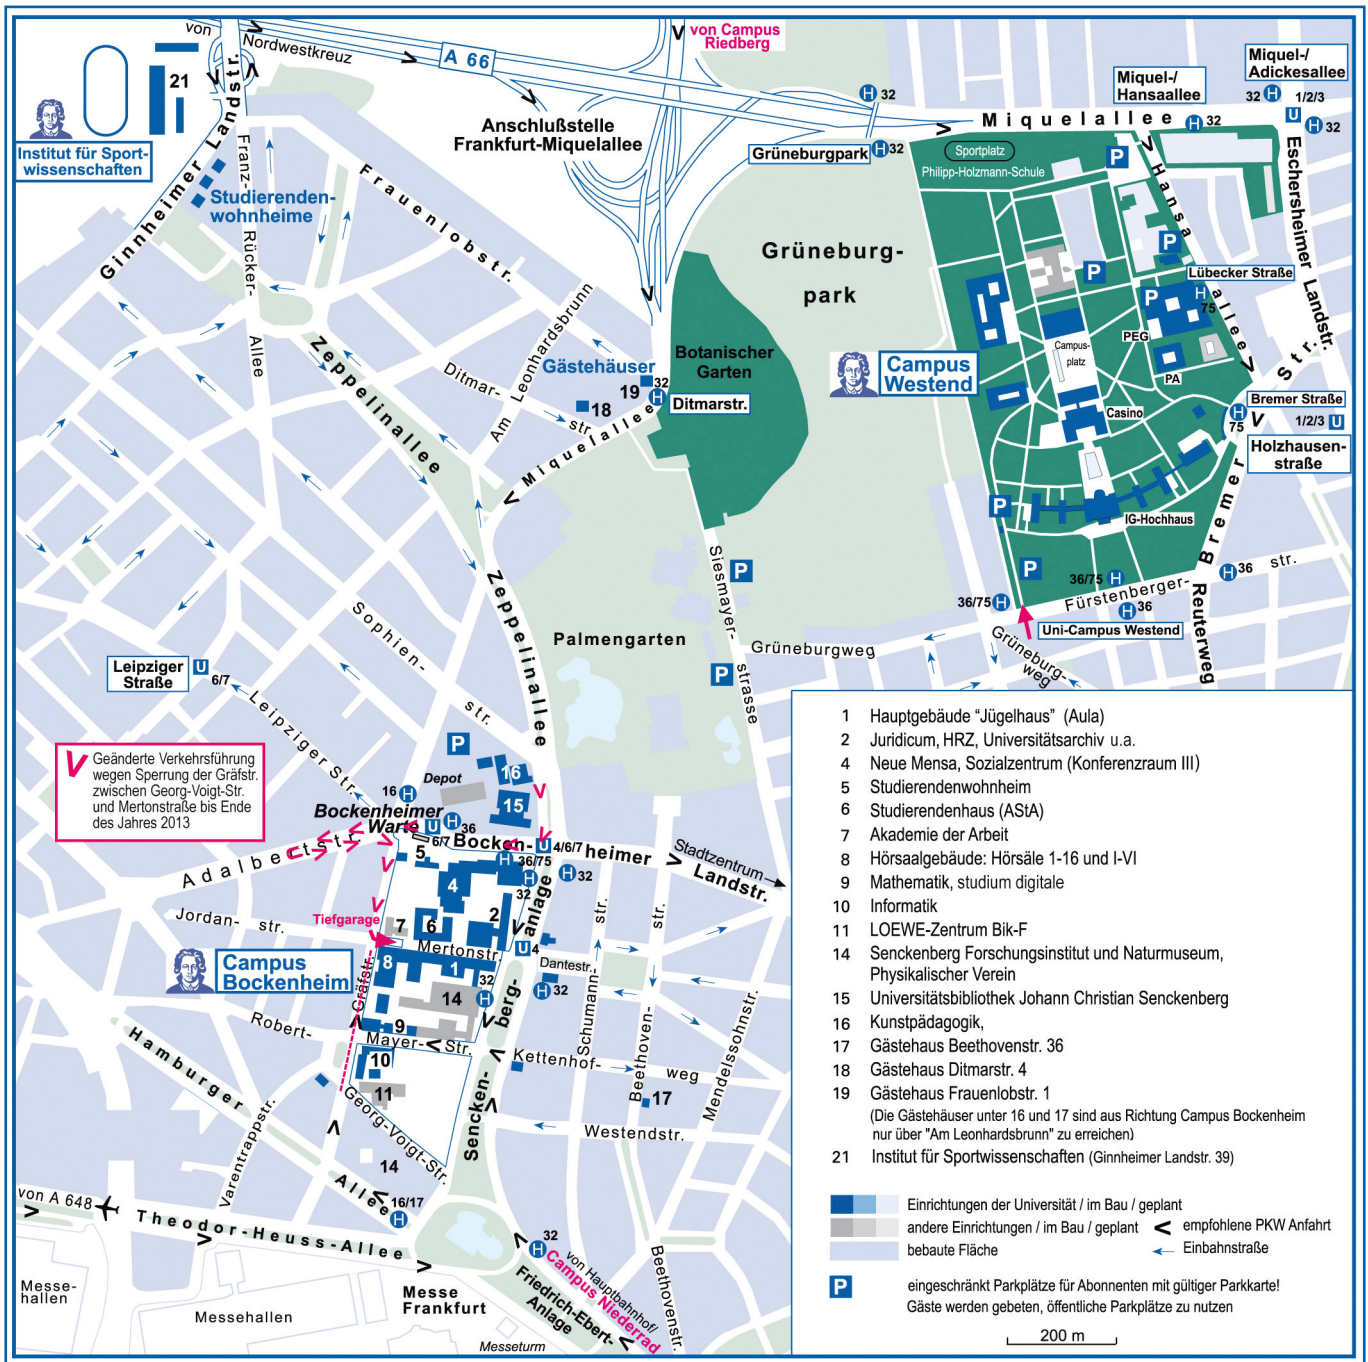 von
Nordwestkreuz
A 66
von Campus
Riedberg
21
Institut für Sport-
wissenschaften
Ginnheimer Landstr.
Franz-
Rücker-
Allee
Studierenden-
wohnheime
Anschlußstelle
Frankfurt-Miquelallee
Frauenlobstr.
H 32
Grüneburgpark H 32
Miquelallee
Miquel-/
Hansaallee
H 32
Miquel-/
Adickesallee
32 H 1/2/3
U
H 32
Sportplatz
Philipp-Holzmann-Schule
P
Hansaallee
Eschersheimer Landstr.
Grüneburg-
park
P
P
Lübecker Straße
P
H
75
PEG
PA
Campus-
platz
Casino
Campus
Westend
Botanischer
Garten
Zeppelinallee
Ditmar-
str.
Am Leonhardsbrunn
Gästehäuser
19
18
32
H Ditmarstr.
Miquelallee
Str.
Bremer Straße
H
75
1/2/3 U
Holzhausen-
straße
Bremer
P
IG-Hochhaus
P
36/75 H
36/75 H
H 36
H 36
Fürstenberger-
str.
Uni-Campus Westend
Reuterweg
Grüneburgweg
Grüneburg-
weg
Siesmayer-
strasse
P
P
Palmengarten
Zeppelinallee
Sophien-
str.
Leipziger
Straße
U
6/7
Leipziger Str.
Geänderte Verkehrsführung
wegen Sperrung der Gräfstr.
zwischen Georg-Voigt-Str.
und Mertonstraße bis Ende
des Jahres 2013
P
Depot
16
15
16 H
Bockenheimer
Warte
U
H 36
6/7
Bocken-
U 4/6/7
heimer
Landstr.
Stadtzentrum
Adalbertstr.
5
4
H
36/75
H
32
H
32
Jordan-
str.
Tiefgarage
7
6
2
Mertonstr.
U 4
Dantestr.
Campus
Bockenheim
Gräfstr.
8
1
14
32
H
H 32
Sencken-
berg-
anlage
Schumann-
str.
Beethoven-
str.
Mendelssohnstr.
Robert-
Mayer-
Str.
9
10
11
Kettenhof-
weg
17
Georg-Voigt-Str.
Westendstr.
14
Hamburger
Allee
Varrentrappstr.
16/17
H
von A 648
Theodor-Heuss-Allee
Messe-
hallen
Messehallen
Messe
Frankfurt
Messeturm
32
H
von Hauptbahnhof/
Campus Niederrad
Friedrich-Ebert-
Anlage
Beethovenstr.
1 Hauptgebäude “Jügelhaus” (Aula)
2 Juridicum, HRZ, Universitätsarchiv u.a.
4 Neue Mensa, Sozialzentrum (Konferenzraum III)
5 Studierendenwohnheim
6 Studierendenhaus (AStA)
7 Akademie der Arbeit
8 Hörsaalgebäude: Hörsäle 1-16 und I-VI
9 Mathematik, studium digitale
10 Informatik
11 LOEWE-Zentrum Bik-F
14 Senckenberg Forschungsinstitut und Naturmuseum,
Physikalischer Verein
15 Universitätsbibliothek Johann Christian Senckenberg
16 Kunstpädagogik,
17 Gästehaus Beethovenstr. 36
18 Gästehaus Ditmarstr. 4
19 Gästehaus Frauenlobstr. 1
(Die Gästehäuser unter 16 und 17 sind aus Richtung Campus Bockenheim
nur über "Am Leonhardsbrunn" zu erreichen)
21 Institut für Sportwissenschaften (Ginnheimer Landstr. 39)
Einrichtungen der Universität / im Bau / geplant
andere Einrichtungen / im Bau / geplant
empfohlene PKW Anfahrt
bebaute Fläche
Einbahnstraße
P eingeschränkt Parkplätze für Abonnenten mit gültiger Parkkarte!
Gäste werden gebeten, öffentliche Parkplätze zu nutzen
200 m